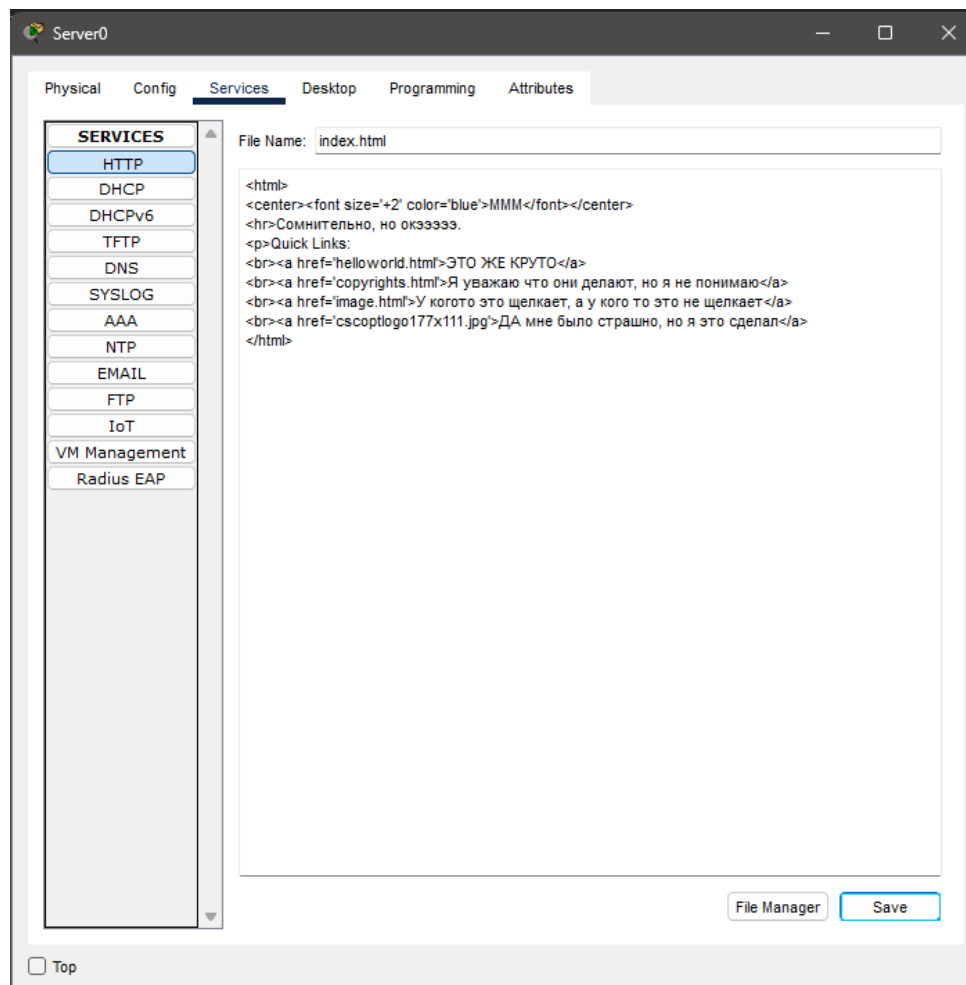 Server0
Physical Config Services Desktop Programming Attributes
SERVICES
HTTP
DHCP
DHCPv6
TFTP
DNS
SYSLOG
AAA
NTP
EMAIL
FTP
IoT
VM Management
Radius EAP
File Name: index.html
<html>
<center><font size='+2' color='blue'>МММ</font></center>
<hr>Сомнительно, но окэээээ.
<p>Quick Links:
<br><a href='helloworld.html'>ЭТО ЖЕ КРУТО</a>
<br><a href='copyrights.html'>Я уважаю что они делают, но я не понимаю</a>
<br><a href='image.html'>У когото это щелкает, а у кого то это не щелкает</a>
<br><a href='cscoptlogo177x111.jpg'>ДА мне было страшно, но я это сделал</a>
</html>
File Manager Save
Top